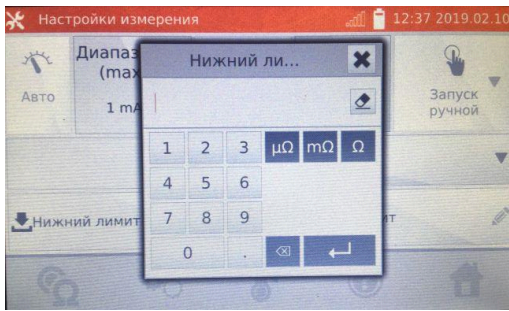 Настройки измерения 12:37 2019.02.10
Диапаз
(max
1 mA
Авто
Запуск
ручной
Нижний ли...
1 2 3 µΩ mΩ Ω
4 5 6
7 8 9
0 .
Нижний лимит
ит